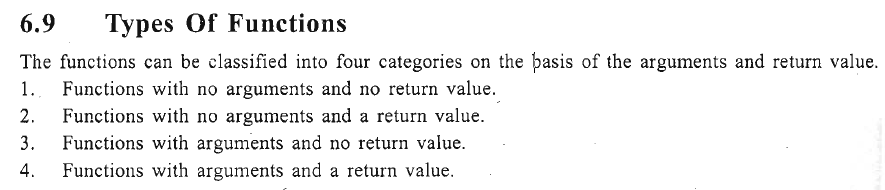 6.9 Types Of Functions
The functions can be classified into four categories on the basis of the arguments and return value.
1. Functions with no arguments and no return value.
2. Functions with no arguments and a return value.
3. Functions with arguments and no return value.
4. Functions with arguments and a return value.